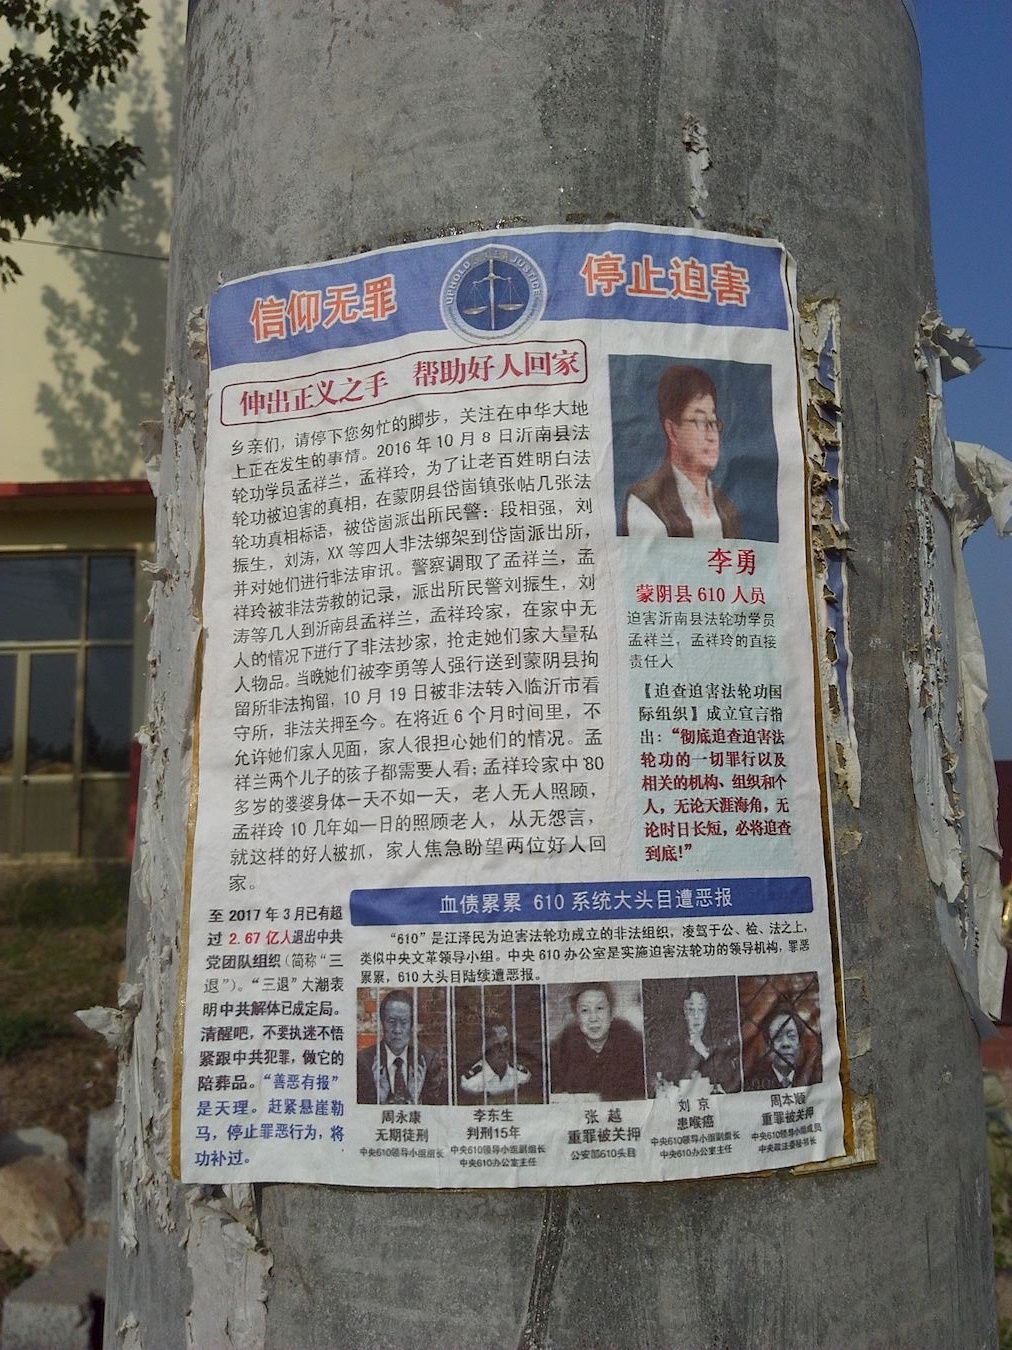 信仰无罪
UPHOLD
JUSTICE
停止迫害
伸出正义之手 帮助好人回家
乡亲们，请停下您匆忙的脚步，关注在中华大地
上正在发生的事情。2016年10月8日沂南县法
轮功学员孟祥兰，孟祥玲，为了让老百姓明白法
轮功被迫害的真相，在蒙阴县岱崮镇张帖几张法
轮功真相标语，被岱崮派出所民警：段相强，刘
振生，刘涛，XX等四人非法绑架到岱崮派出所，
并对她们进行非法审讯。警察调取了孟祥兰，孟
祥玲被非法劳教的记录，派出所民警刘振生，刘
涛等几人到沂南县孟祥兰，孟祥玲家，在家中无
人的情况下进行了非法抄家，抢走她们家大量私
人物品。当晚她们被李勇等人强行送到蒙阴县拘
留所非法拘留，10月19日被非法转入临沂市看
守所，非法关押至今。在将近6个月时间里，不
允许她们家人见面，家人很担心她们的情况。孟
祥兰两个儿子的孩子都需要人看；孟祥玲家中80
多岁的婆婆身体一天不如一天，老人无人照顾，
孟祥玲10几年如一日的照顾老人，从无怨言，
就这样的好人被抓，家人焦急盼望两位好人回
家。
李勇
蒙阴县610人员
迫害沂南县法轮功学员
孟祥兰，孟祥玲的直接
责任人
【追查迫害法轮功国
际组织】成立宣言指
出：“彻底追查迫害法
轮功的一切罪行以及
相关的机构、组织和个
人，无论天涯海角，无
论时日长短，必将追查
到底！”
至2017年3月已有超
过2.67亿人退出中共
党团队组织（简称“三
退”）。“三退”大潮表
明中共解体已成定局。
清醒吧，不要执迷不悟
紧跟中共犯罪，做它的
陪葬品。“善恶有报”
是天理。赶紧悬崖勒
马，停止罪恶行为，将
功补过。
血债累累 610系统大头目遭恶报
“610”是江泽民为迫害法轮功成立的非法组织，凌驾于公、检、法之上，
类似中央文革领导小组。中央610办公室是实施迫害法轮功的领导机构，罪恶
累累，610大头目陆续遭恶报。
周永康
无期徒刑
中央610领导小组组长
李东生
判刑15年
中央610领导小组副组长
中央610办公室主任
张越
重罪被关押
公安部610头目
刘京
患喉癌
中央610领导小组副组长
中央610办公室主任
周本顺
重罪被关押
中央610领导小组成员
中央政法委秘书长